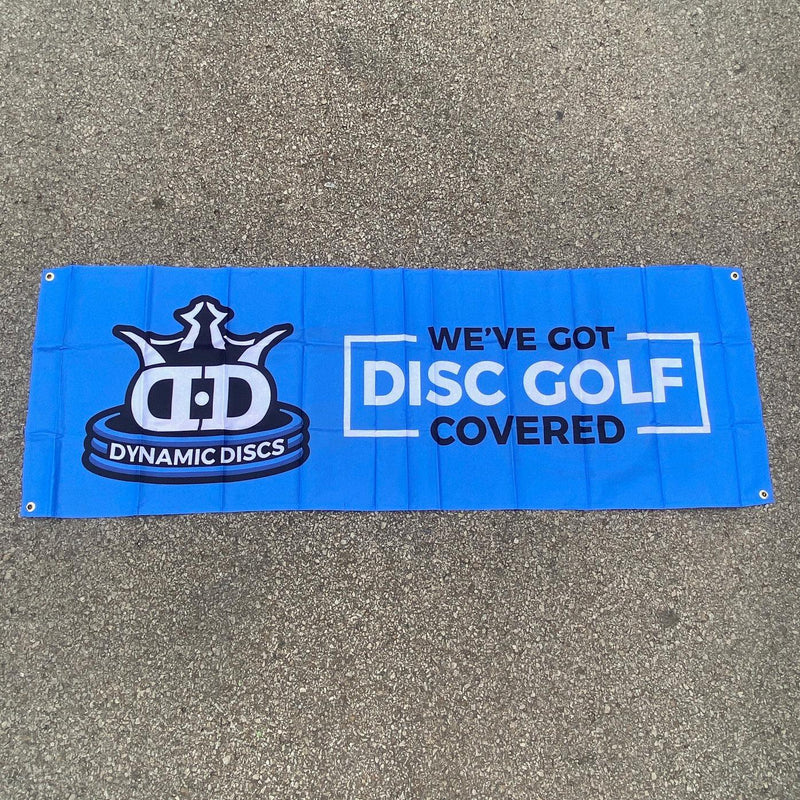 D·D
DYNAMIC DISCS
WE'VE GOT
DISC GOLF
COVERED